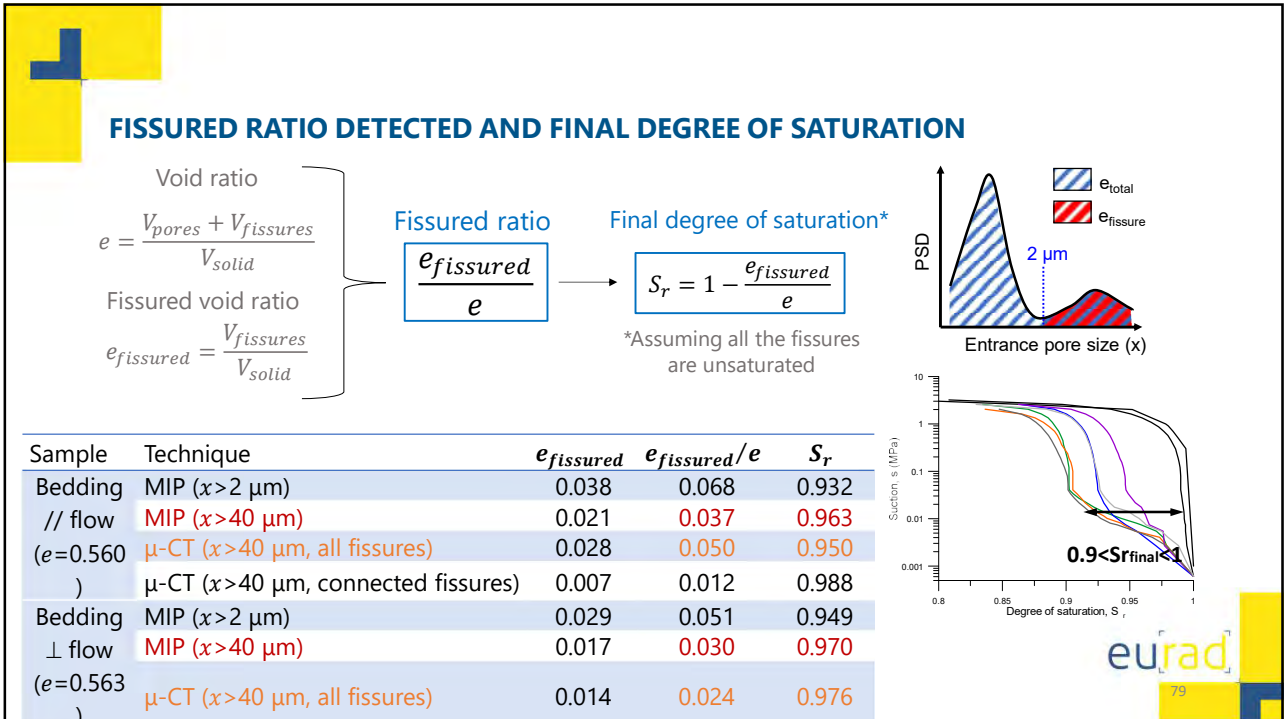 FISSURED RATIO DETECTED AND FINAL DEGREE OF SATURATION
Void ratio
e = (V_pores + V_fissures) / V_solid
Fissured void ratio
e_fissured = V_fissures / V_solid
Fissured ratio
e_fissured / e
Final degree of saturation*
S_r = 1 − e_fissured / e
*Assuming all the fissures
are unsaturated
PSD
e_total
e_fissure
2 µm
Entrance pore size (x)
Suction, s (MPa)
10
1
0.1
0.01
0.001
0.9<Sr_final<1
0.8 0.85 0.9 0.95 1
Degree of saturation, S_r
Sample Technique e_fissured e_fissured/e S_r
Bedding MIP (x>2 µm) 0.038 0.068 0.932
// flow MIP (x>40 µm) 0.021 0.037 0.963
(e=0.560 µ-CT (x>40 µm, all fissures) 0.028 0.050 0.950
) µ-CT (x>40 µm, connected fissures) 0.007 0.012 0.988
Bedding MIP (x>2 µm) 0.029 0.051 0.949
⊥ flow MIP (x>40 µm) 0.017 0.030 0.970
(e=0.563 µ-CT (x>40 µm, all fissures) 0.014 0.024 0.976
)
eurad
79